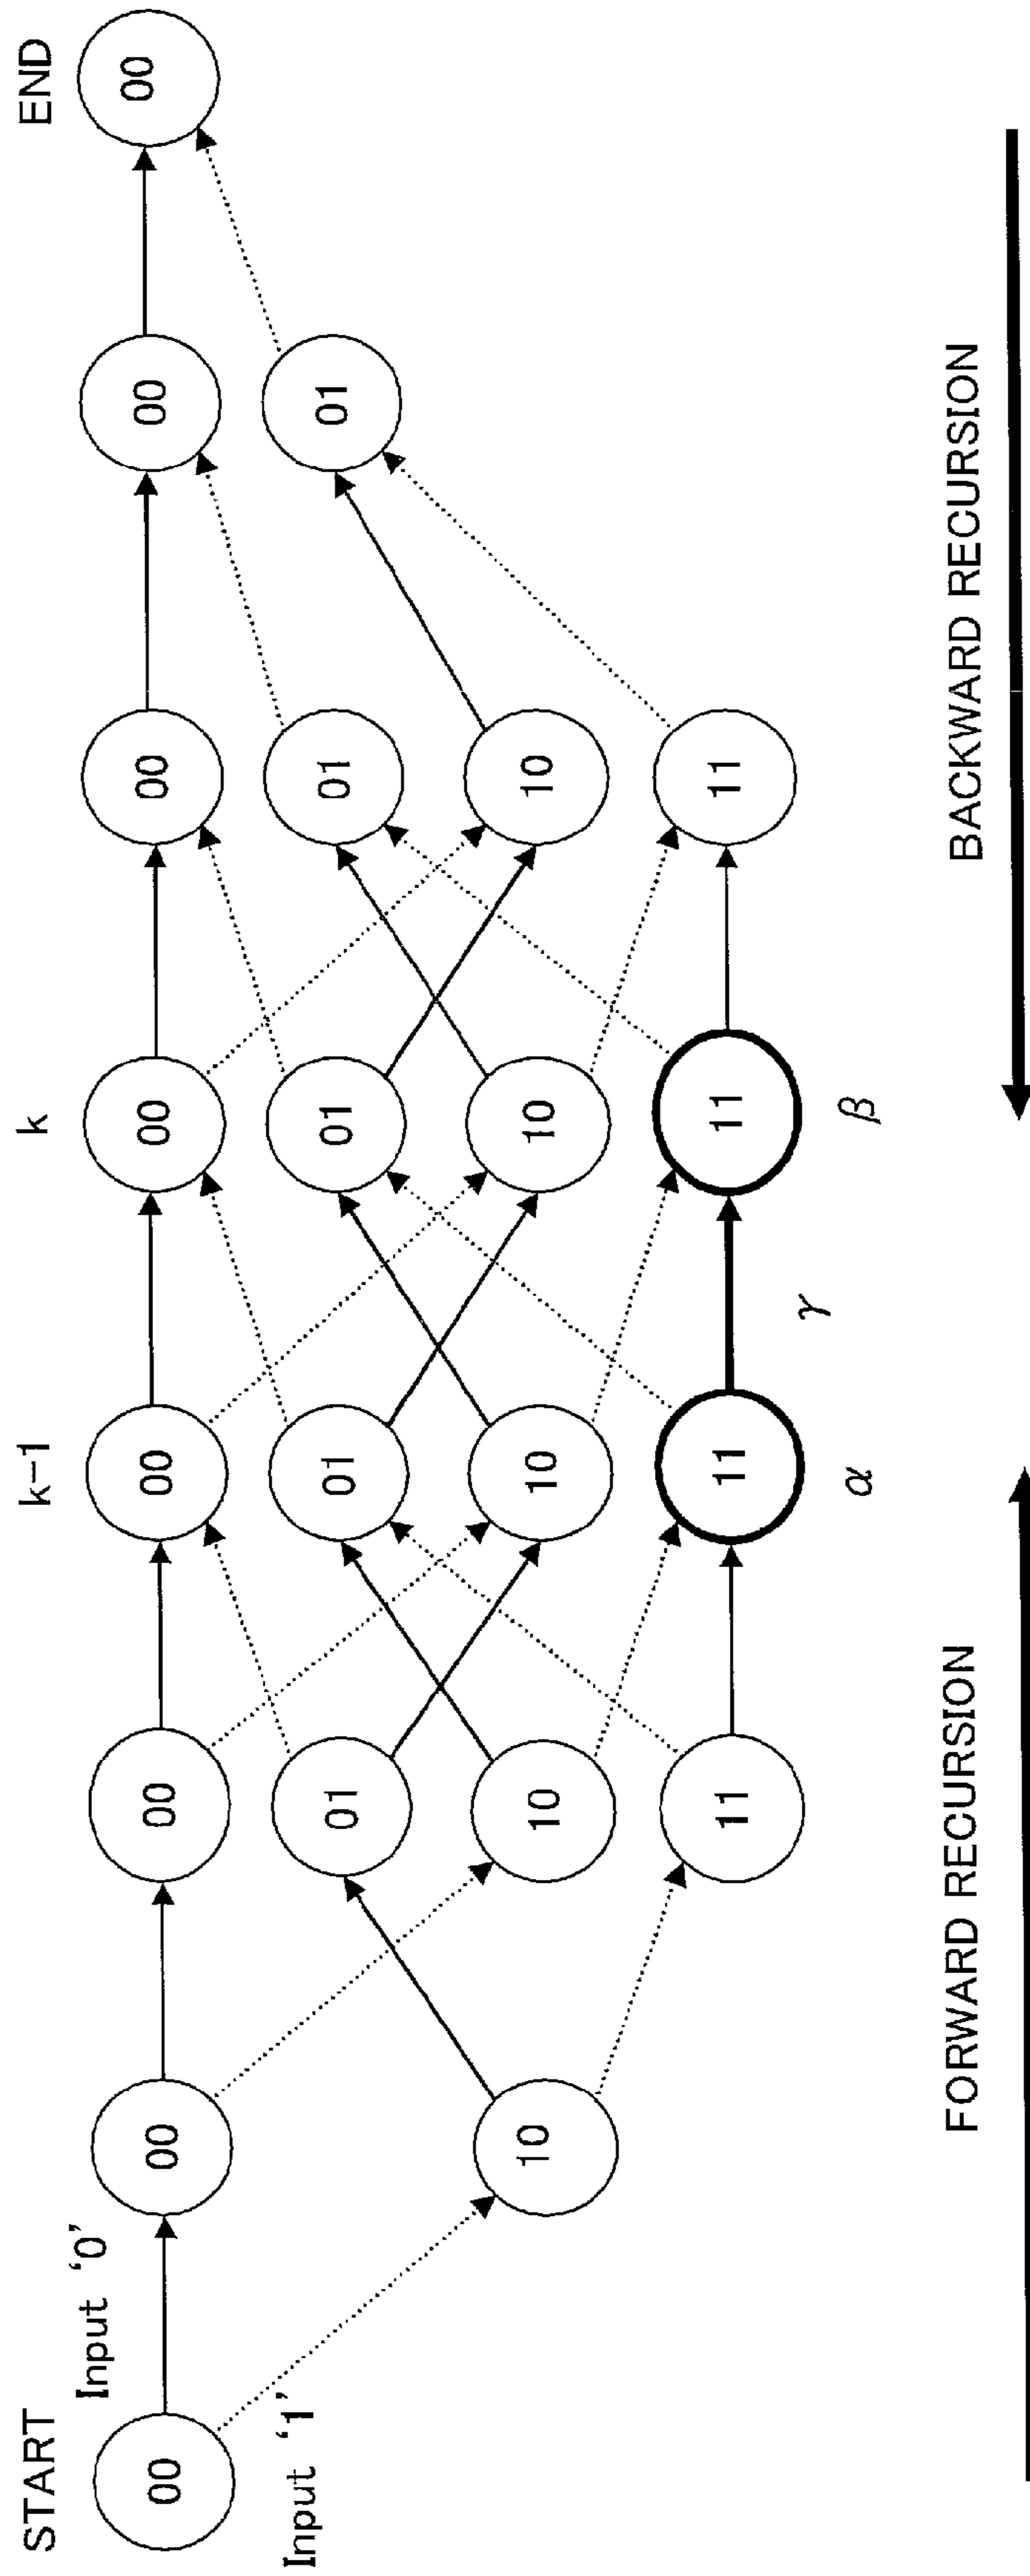 START
k-1
k
END
Input ‘0’
Input ‘1’
00
00
00
00
00
00
00
00
01
01
01
01
01
10
10
10
10
10
11
11
11
11
α
γ
β
FORWARD RECURSION
BACKWARD RECURSION